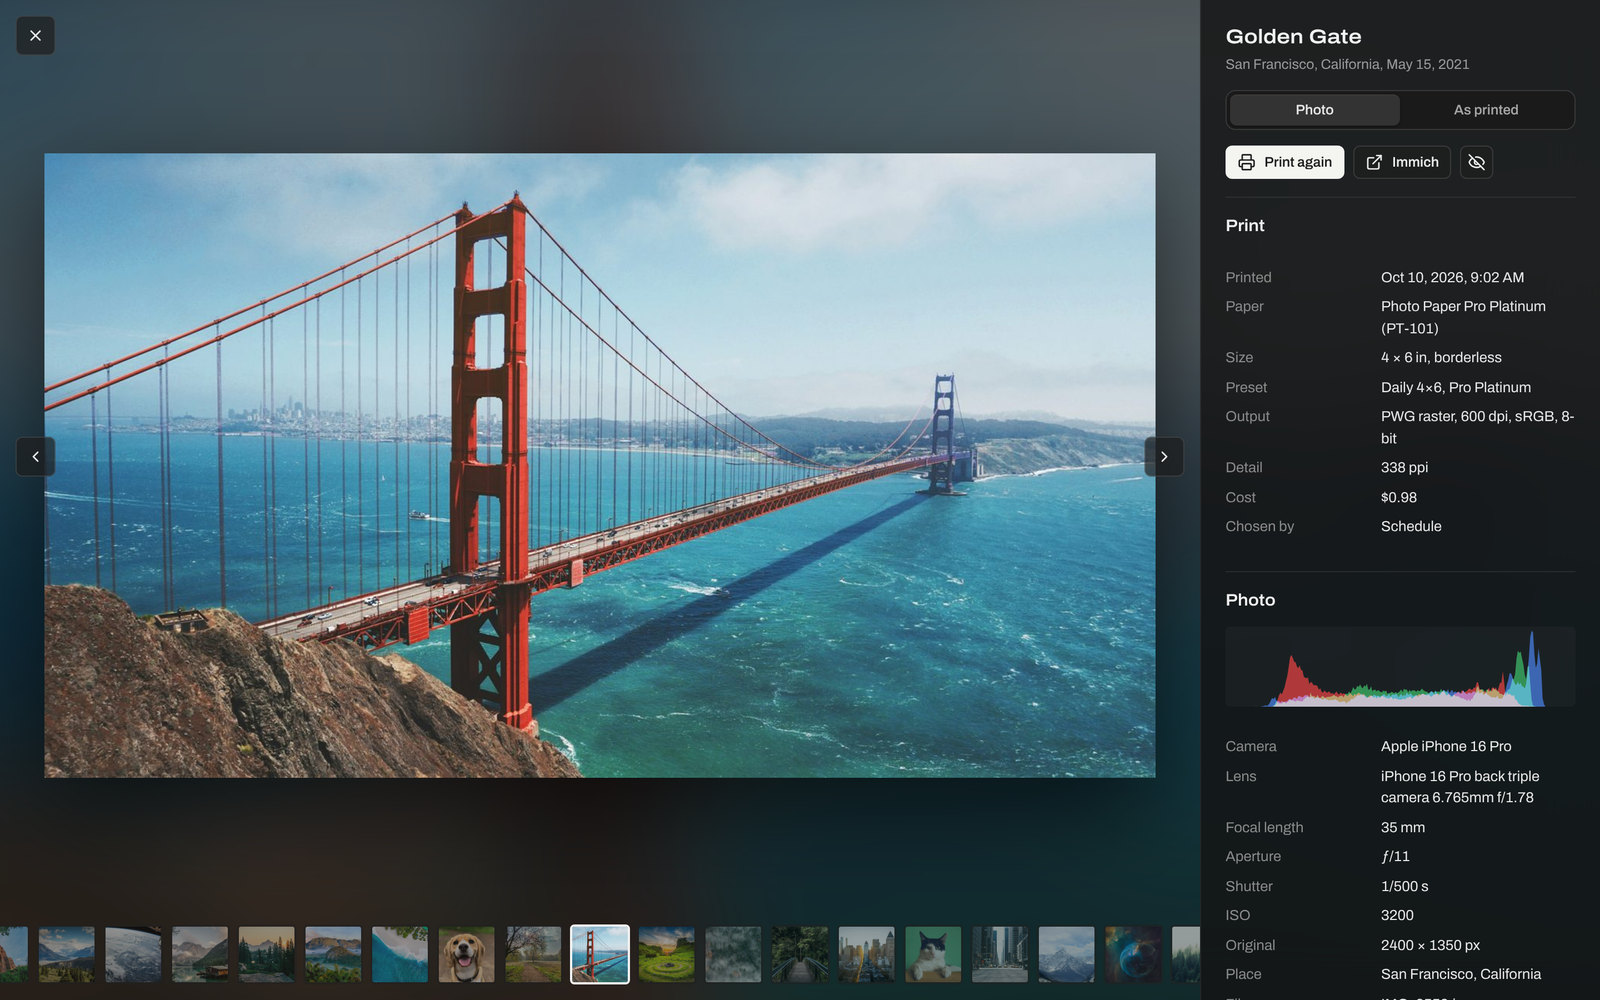 Golden Gate
San Francisco, California, May 15, 2021
Photo
As printed
Print again
Immich
Print
Printed
Oct 10, 2026, 9:02 AM
Paper
Photo Paper Pro Platinum
(PT-101)
Size
4 × 6 in, borderless
Preset
Daily 4×6, Pro Platinum
Output
PWG raster, 600 dpi, sRGB, 8-
bit
Detail
338 ppi
Cost
$0.98
Chosen by
Schedule
Photo
Camera
Apple iPhone 16 Pro
Lens
iPhone 16 Pro back triple
camera 6.765mm f/1.78
Focal length
35 mm
Aperture
ƒ/11
Shutter
1/500 s
ISO
3200
Original
2400 × 1350 px
Place
San Francisco, California